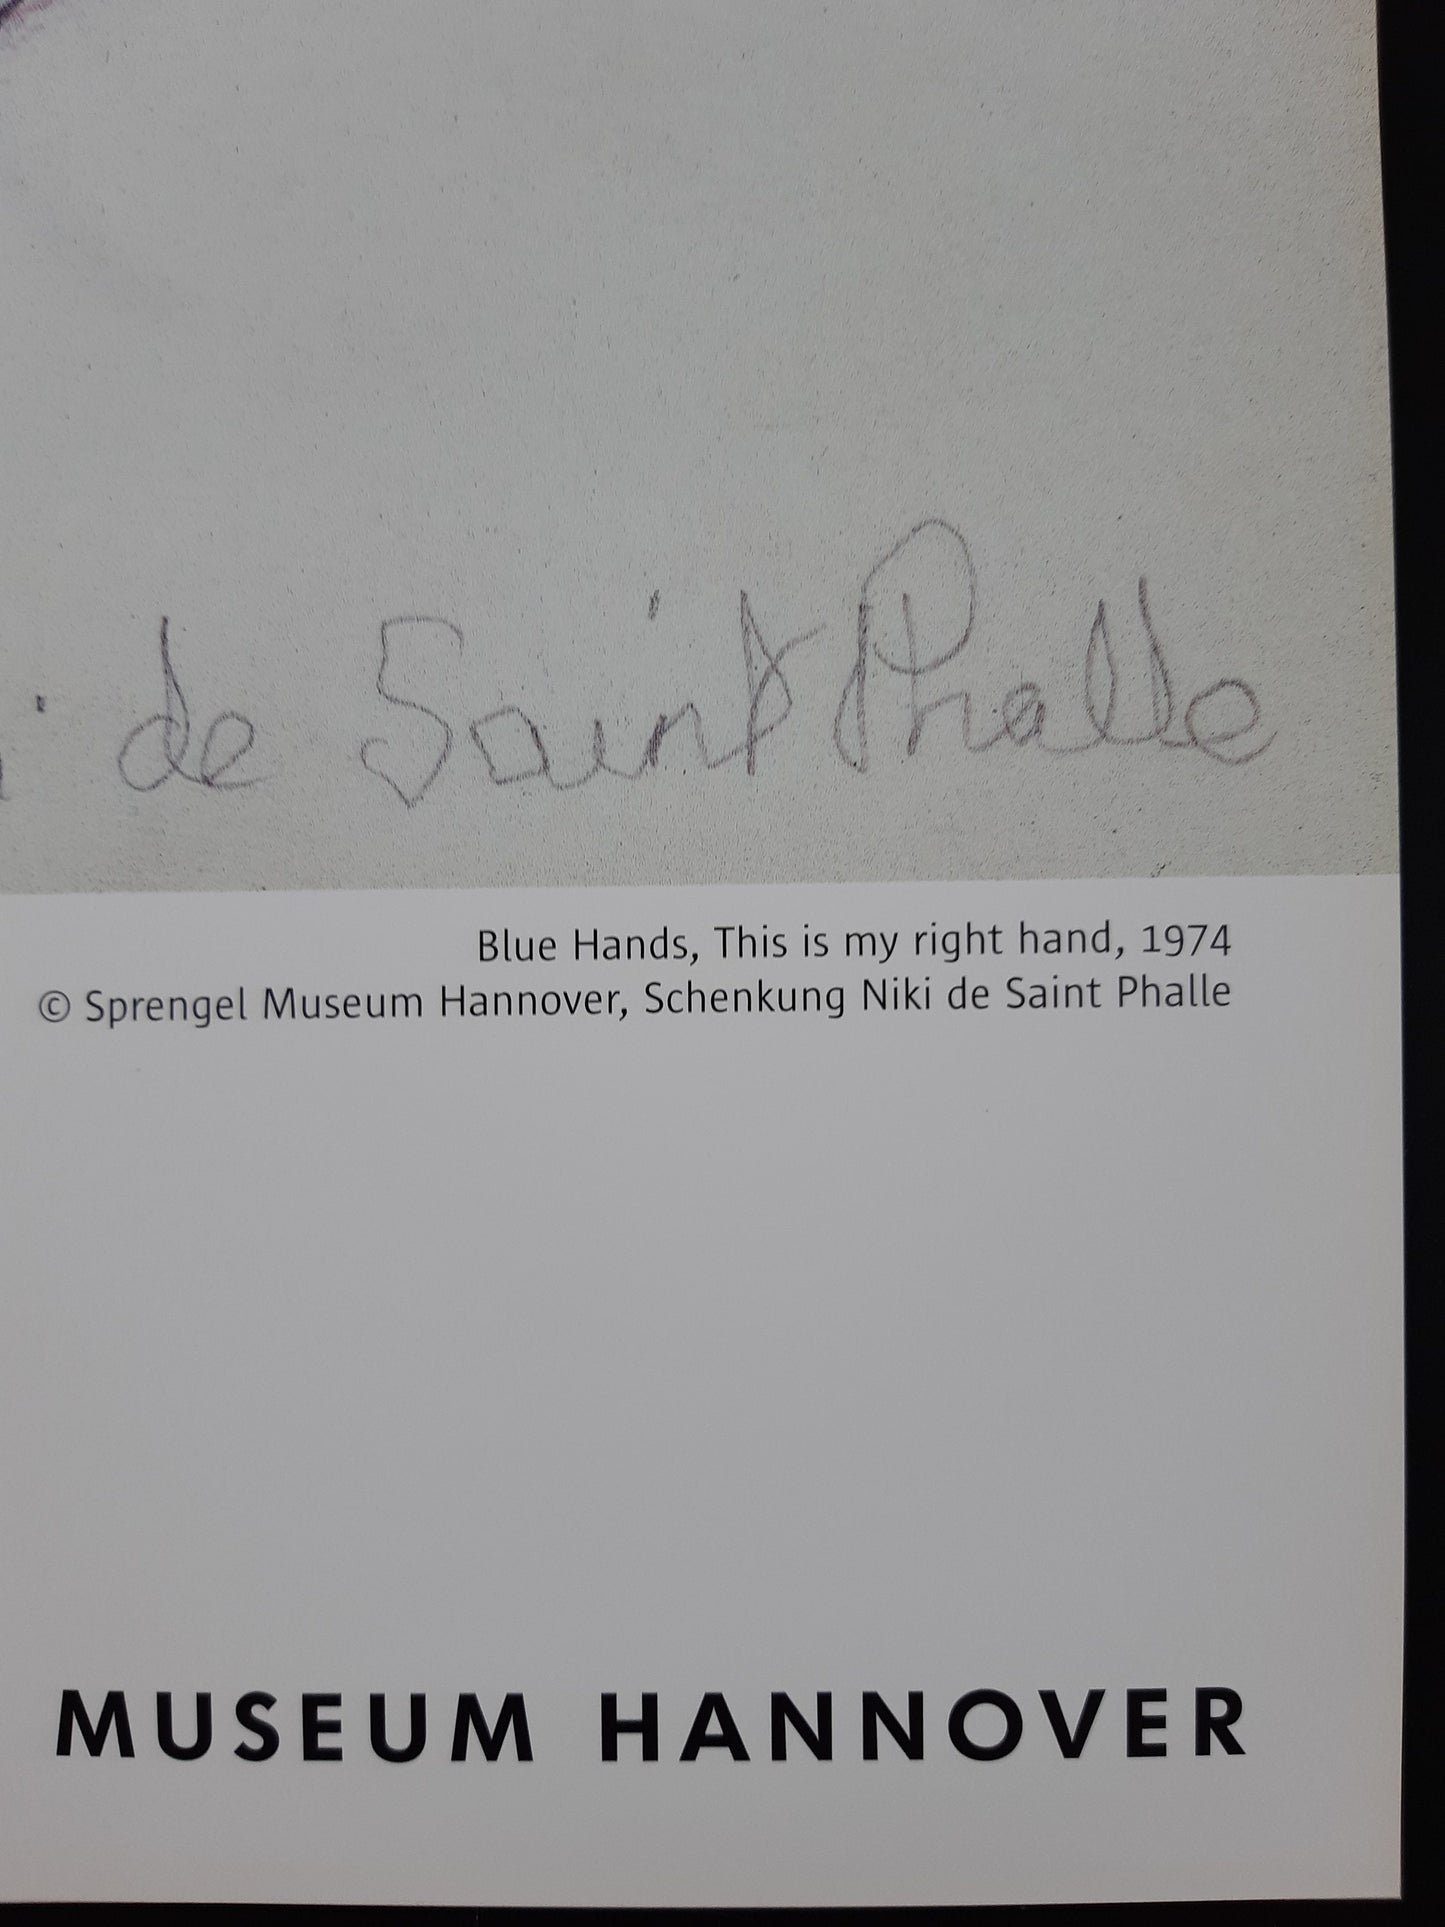 de Saint Phalle
Blue Hands, This is my right hand, 1974
© Sprengel Museum Hannover, Schenkung Niki de Saint Phalle
MUSEUM HANNOVER